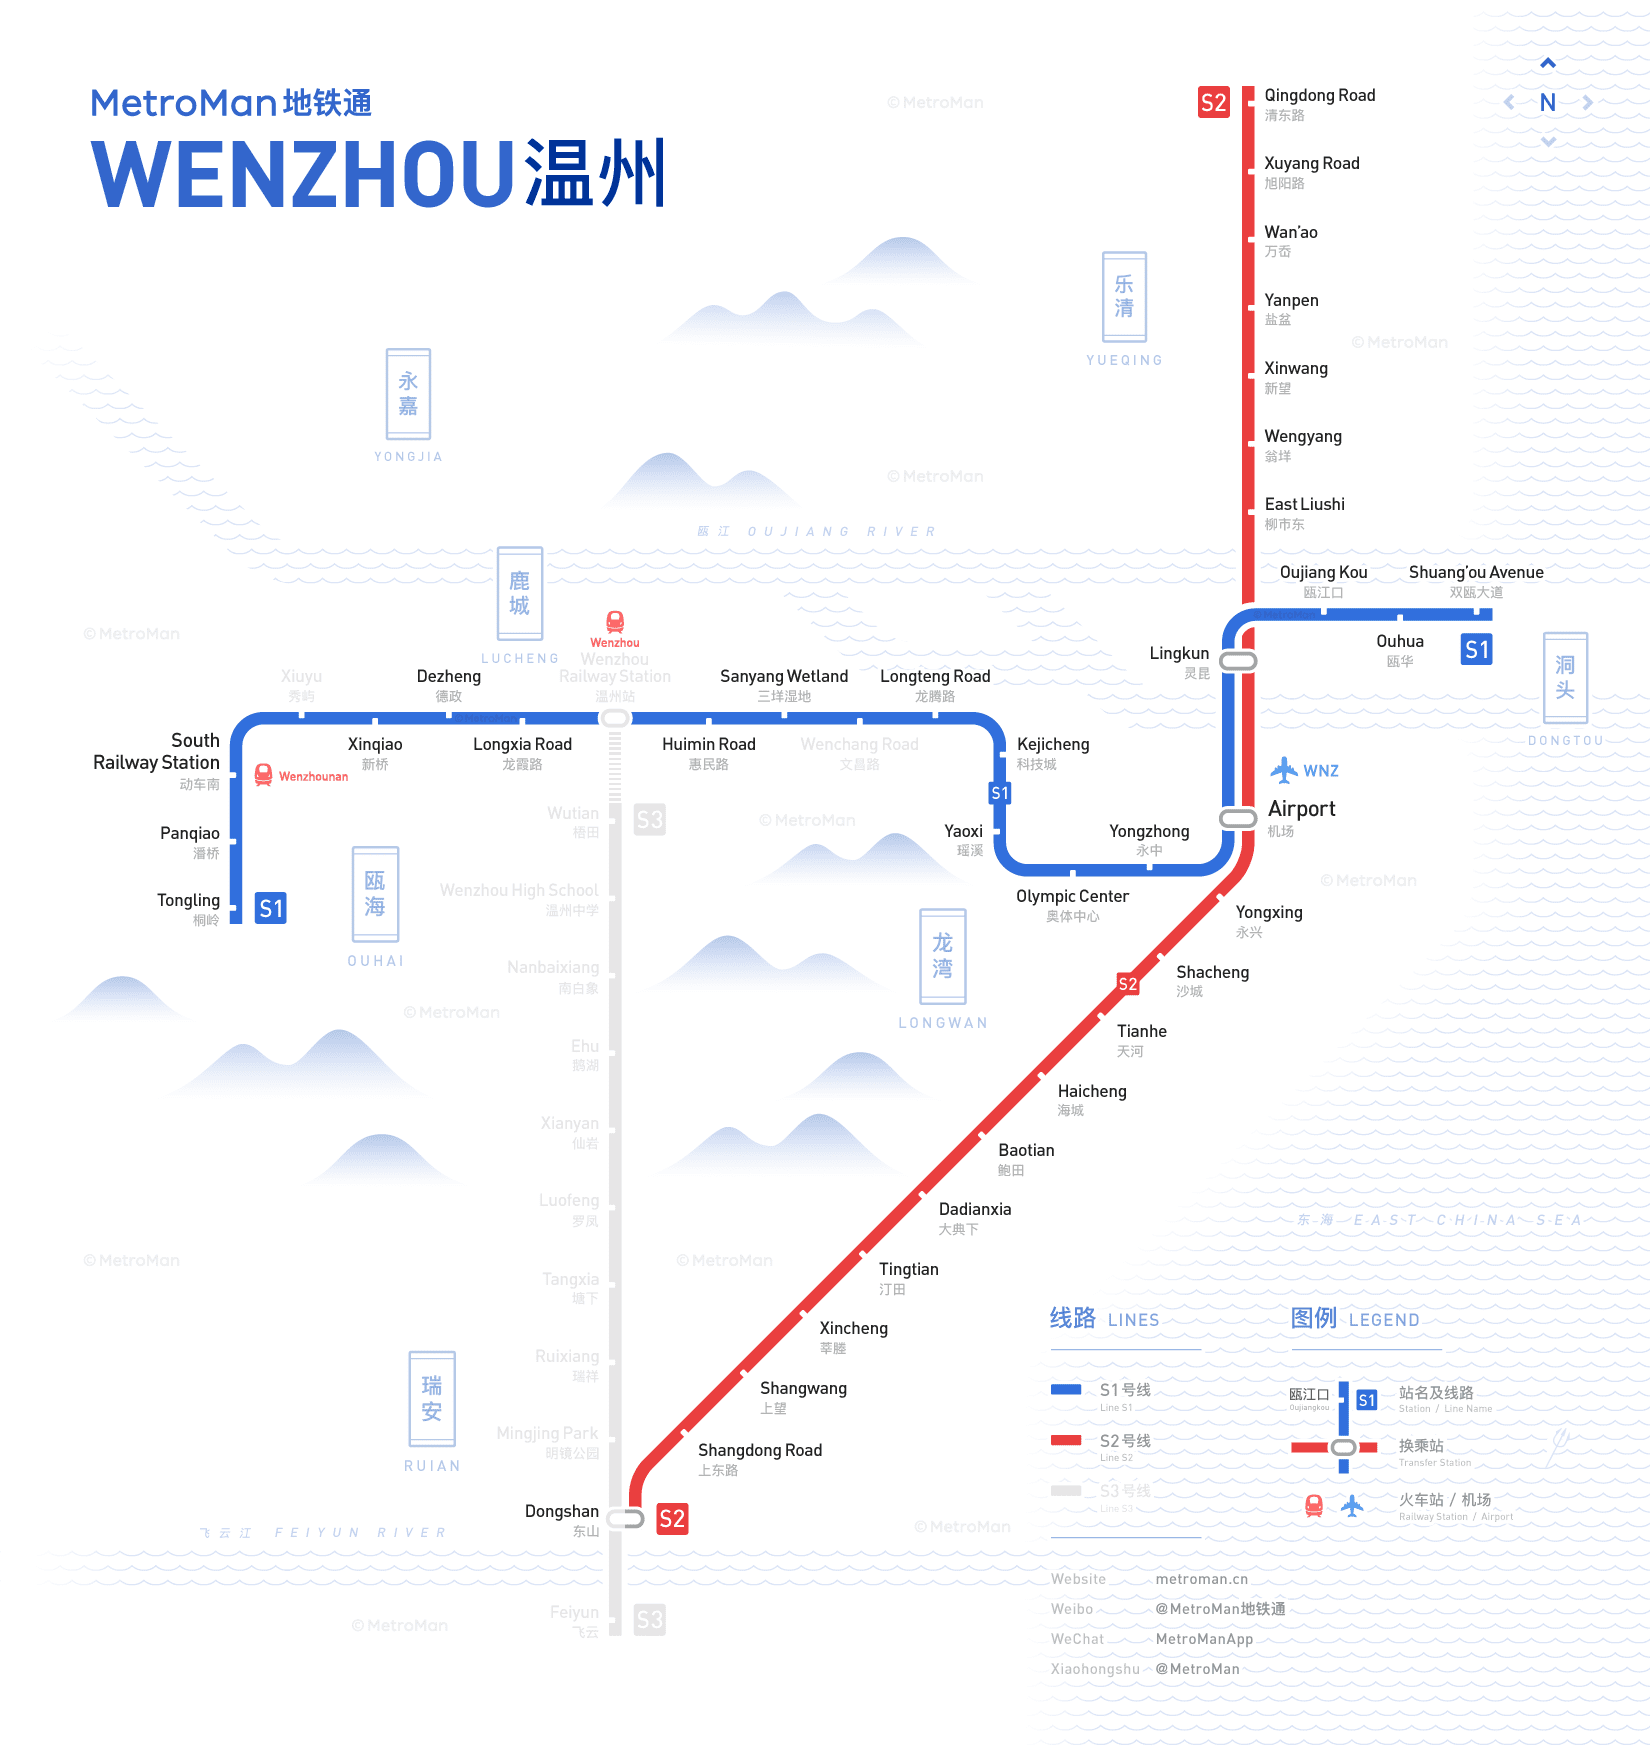 MetroMan地铁通
WENZHOU温州
© MetroMan
N
S2
Qingdong Road
清东路
Xuyang Road
旭阳路
Wan’ao
万岙
Yanpen
盐盆
Xinwang
新望
Wengyang
翁垟
East Liushi
柳市东
乐清
YUEQING
© MetroMan
永嘉
YONGJIA
© MetroMan
瓯江 OUJIANG RIVER
鹿城
LUCHENG
Oujiang Kou
瓯江口
Shuang’ou Avenue
双瓯大道
© MetroMan
Ouhua
瓯华
S1
洞头
DONGTOU
Lingkun
灵昆
© MetroMan
Wenzhou
Wenzhou
Railway Station
温州站
Xiuyu
秀屿
Dezheng
德政
Sanyang Wetland
三垟湿地
Longteng Road
龙腾路
© MetroMan
South
Railway Station
动车南
Wenzhounan
Xinqiao
新桥
Longxia Road
龙霞路
Huimin Road
惠民路
Wenchang Road
文昌路
Kejicheng
科技城
S1
WNZ
Airport
机场
Panqiao
潘桥
Tongling
桐岭
S1
Wutian
梧田
S3
© MetroMan
Yaoxi
瑶溪
Yongzhong
永中
Olympic Center
奥体中心
© MetroMan
瓯海
OUHAI
Wenzhou High School
温州中学
Yongxing
永兴
龙湾
LONGWAN
Nanbaixiang
南白象
Shacheng
沙城
S2
© MetroMan
Tianhe
天河
Ehu
鹅湖
Haicheng
海城
Xianyan
仙岩
Baotian
鲍田
Luofeng
罗凤
Dadianxia
大典下
东海 EAST CHINA SEA
© MetroMan
© MetroMan
Tangxia
塘下
Tingtian
汀田
Xincheng
莘塍
Ruixiang
瑞祥
Shangwang
上望
瑞安
RUIAN
Mingjing Park
明镜公园
Shangdong Road
上东路
Dongshan
东山
S2
飞云江 FEIYUN RIVER
© MetroMan
Feiyun
飞云
S3
© MetroMan
线路 LINES
S1号线
Line S1
S2号线
Line S2
S3号线
Line S3
图例 LEGEND
瓯江口
Oujiangkou
S1
站名及线路
Station / Line Name
换乘站
Transfer Station
火车站 / 机场
Railway Station / Airport
Website metroman.cn
Weibo @MetroMan地铁通
WeChat MetroManApp
Xiaohongshu @MetroMan